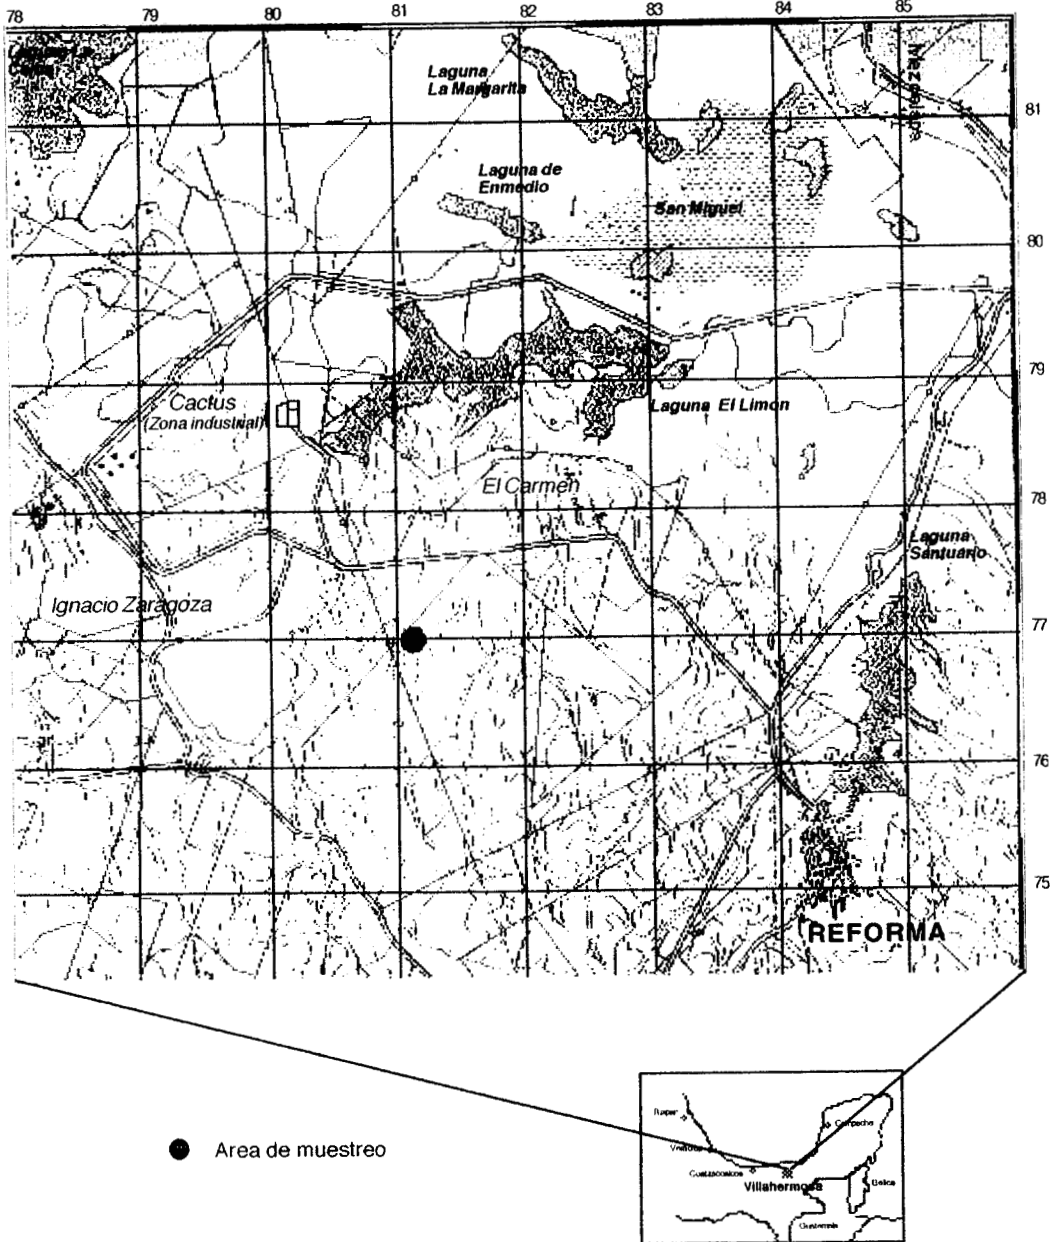 78 79 80 81 82 83 84 85
Laguna
La Margarita
81
Laguna de
Enmedio
San Miguel
80
79
Cactus
(Zona industrial)
Laguna El Limón
El Carmen
78
Laguna
Santuario
Ignacio Zaragoza
77
76
75
REFORMA
Area de muestreo
Campeche
Villahermosa
Belice
Guatemala